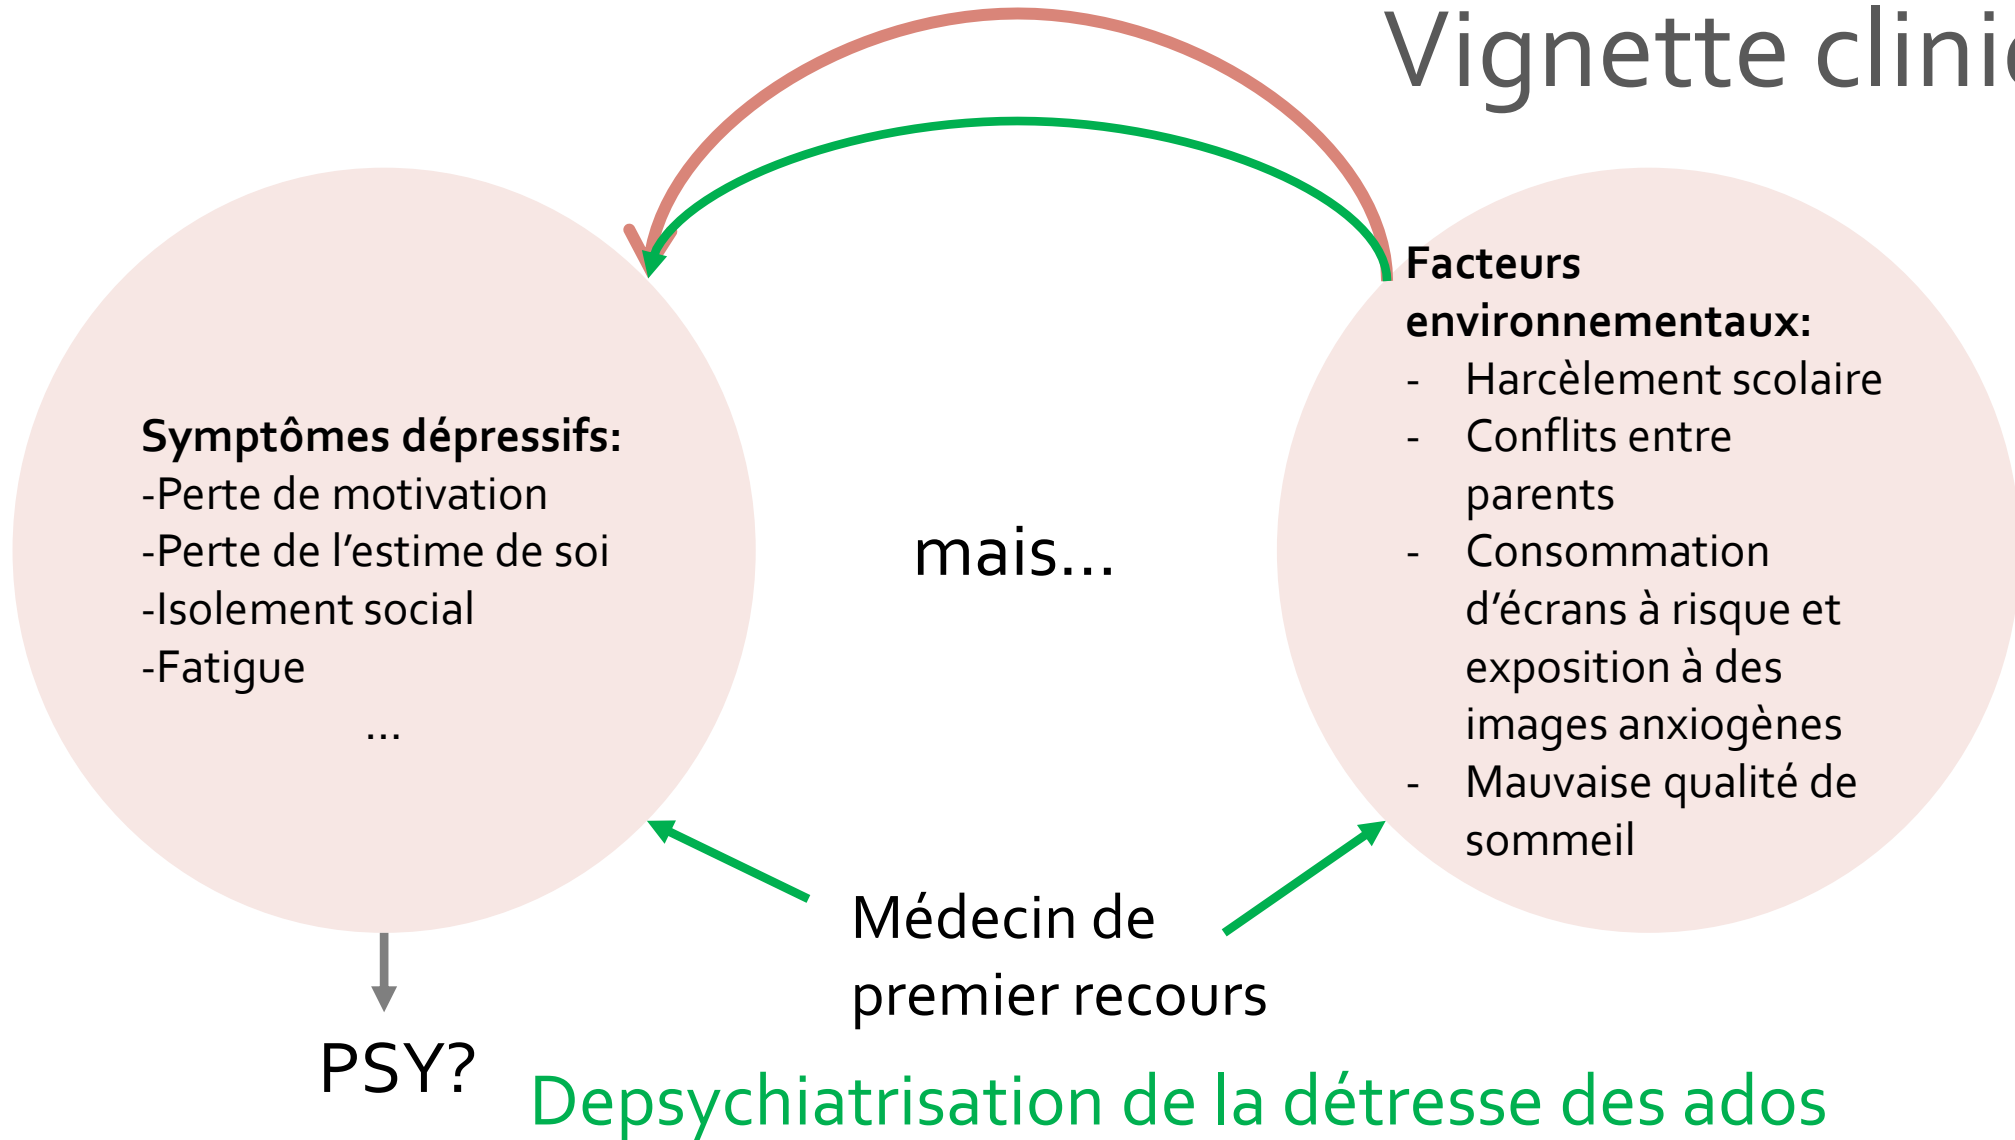 Vignette clini
Symptômes dépressifs:
-Perte de motivation
-Perte de l’estime de soi
-Isolement social
-Fatigue
...
mais...
Facteurs
environnementaux:
- Harcèlement scolaire
- Conflits entre
parents
- Consommation
d’écrans à risque et
exposition à des
images anxiogènes
- Mauvaise qualité de
sommeil
Médecin de
premier recours
PSY?
Depsychiatrisation de la détresse des ados